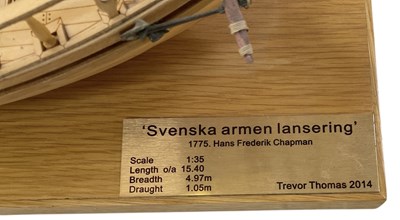 'Svenska armen lansering'
1775. Hans Frederik Chapman
Scale 1:35
Length o/a 15.40
Breadth 4.97m
Draught 1.05m
Trevor Thomas 2014